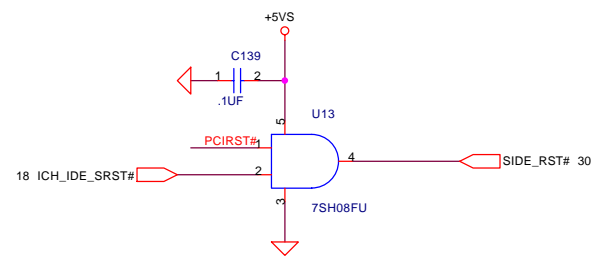 +5VS
C139
1 2
.1UF
U13
5
PCIRST# 1
4
SIDE_RST# 30
18 ICH_IDE_SRST# 2
3
7SH08FU